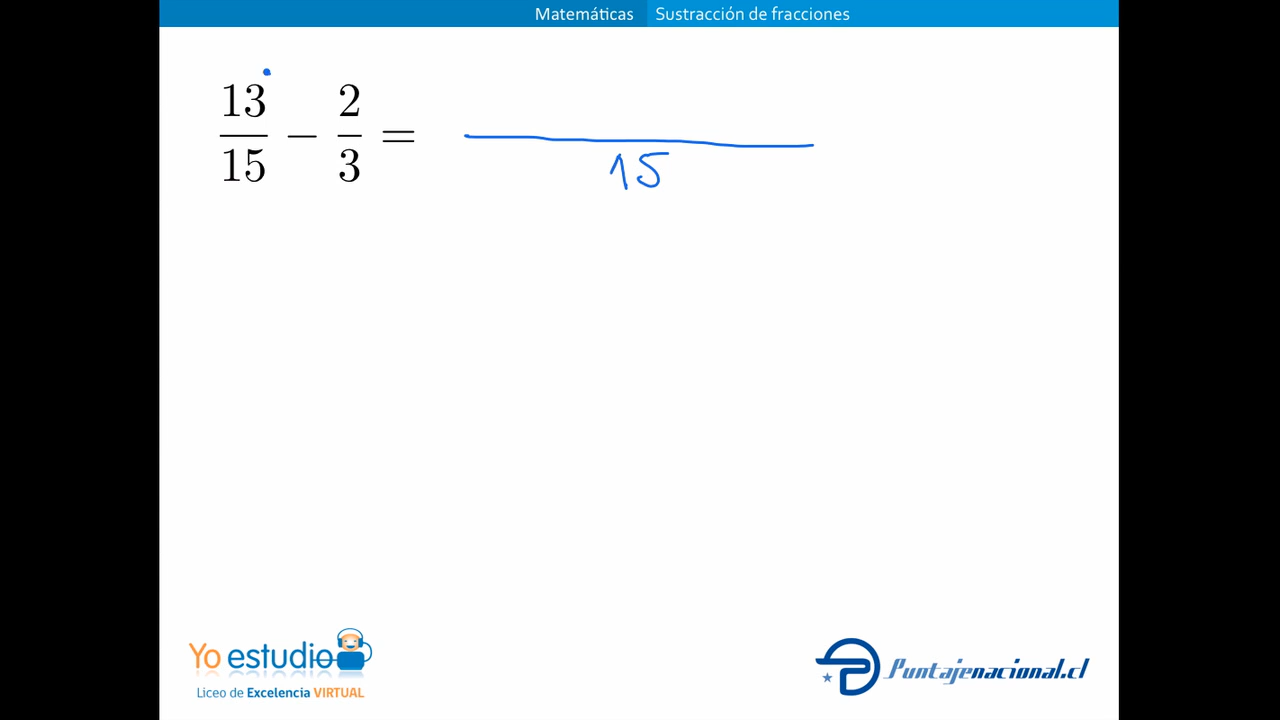 Matemáticas Sustracción de fracciones
13/15 − 2/3 = /15
Yo estudio
Liceo de Excelencia VIRTUAL
Puntajenacional.cl